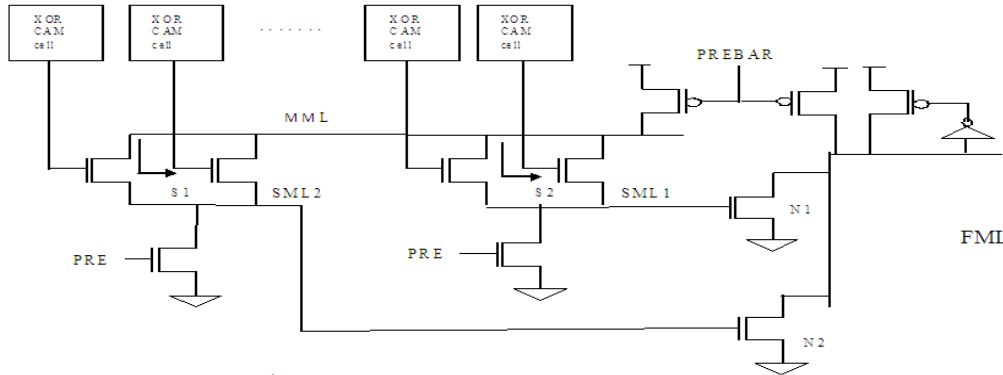 XOR
CAM
cell
XOR
CAM
cell
.......
XOR
CAM
cell
XOR
CAM
cell
PREBAR
MML
S1
SML2
S2
SML1
N1
FML
PRE
PRE
N2